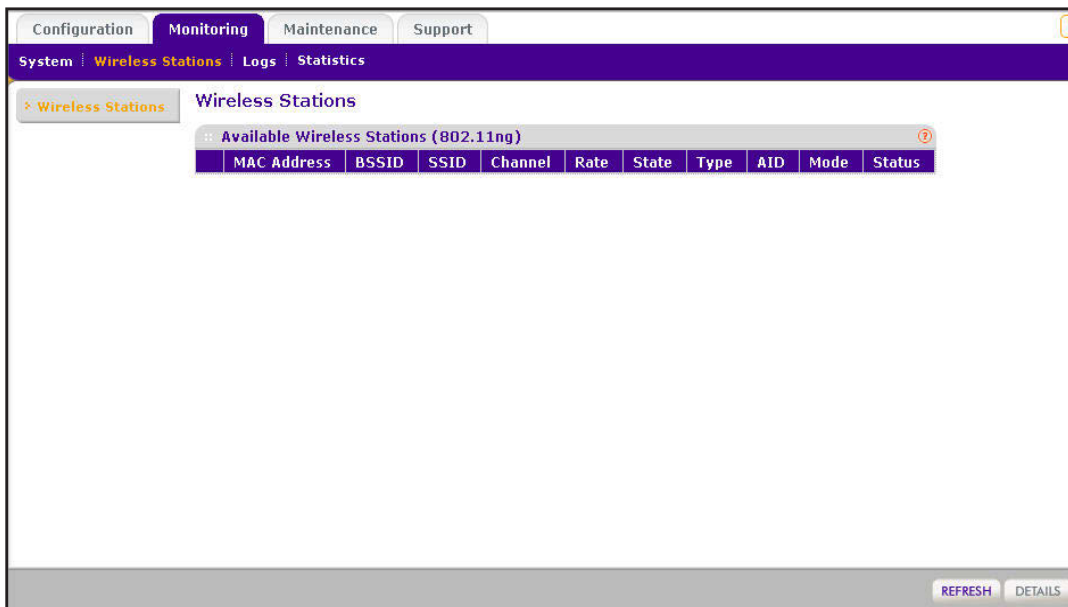 Configuration Monitoring Maintenance Support
System Wireless Stations Logs Statistics
Wireless Stations
Wireless Stations
Available Wireless Stations (802.11ng) ?
MAC Address BSSID SSID Channel Rate State Type AID Mode Status
REFRESH DETAILS